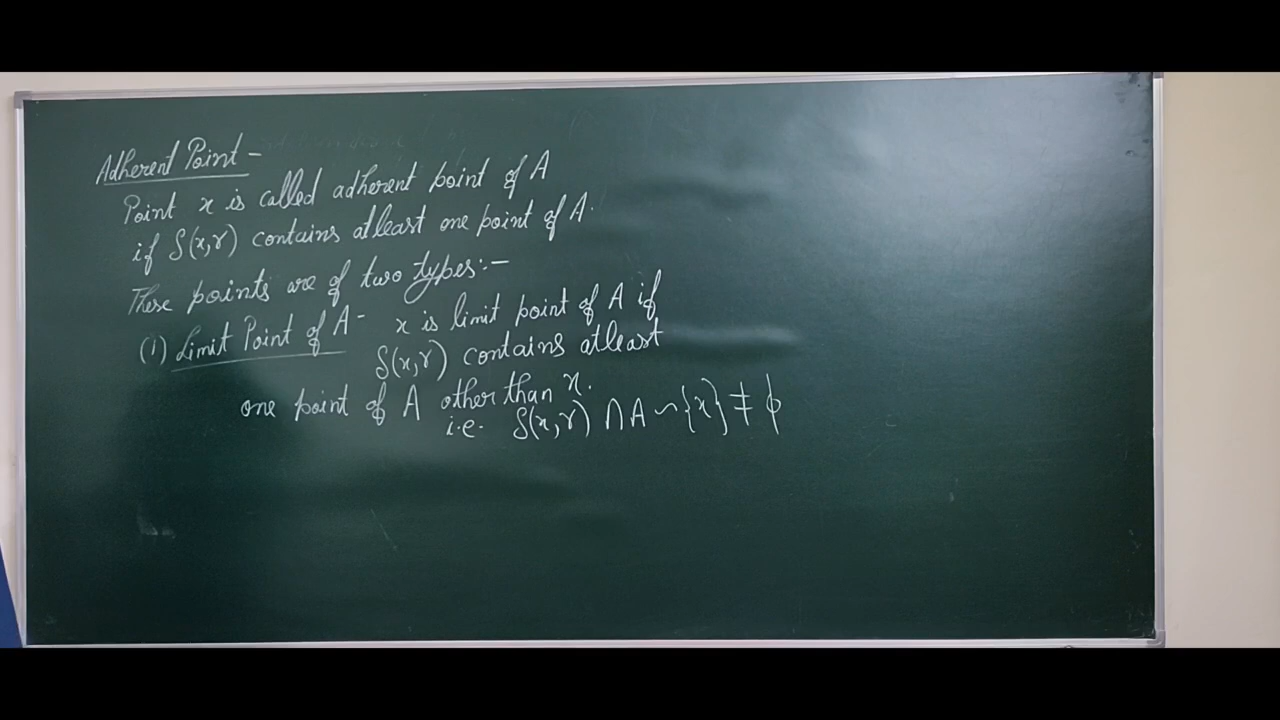 Adherent Point -
Point x is called adherent point of A
if S(x,r) contains atleast one point of A.
These points are of two types:-
(1) Limit Point of A - x is limit point of A if
S(x,r) contains atleast
one point of A other than x.
i.e. S(x,r) ∩ A ~ {x} ≠ ϕ